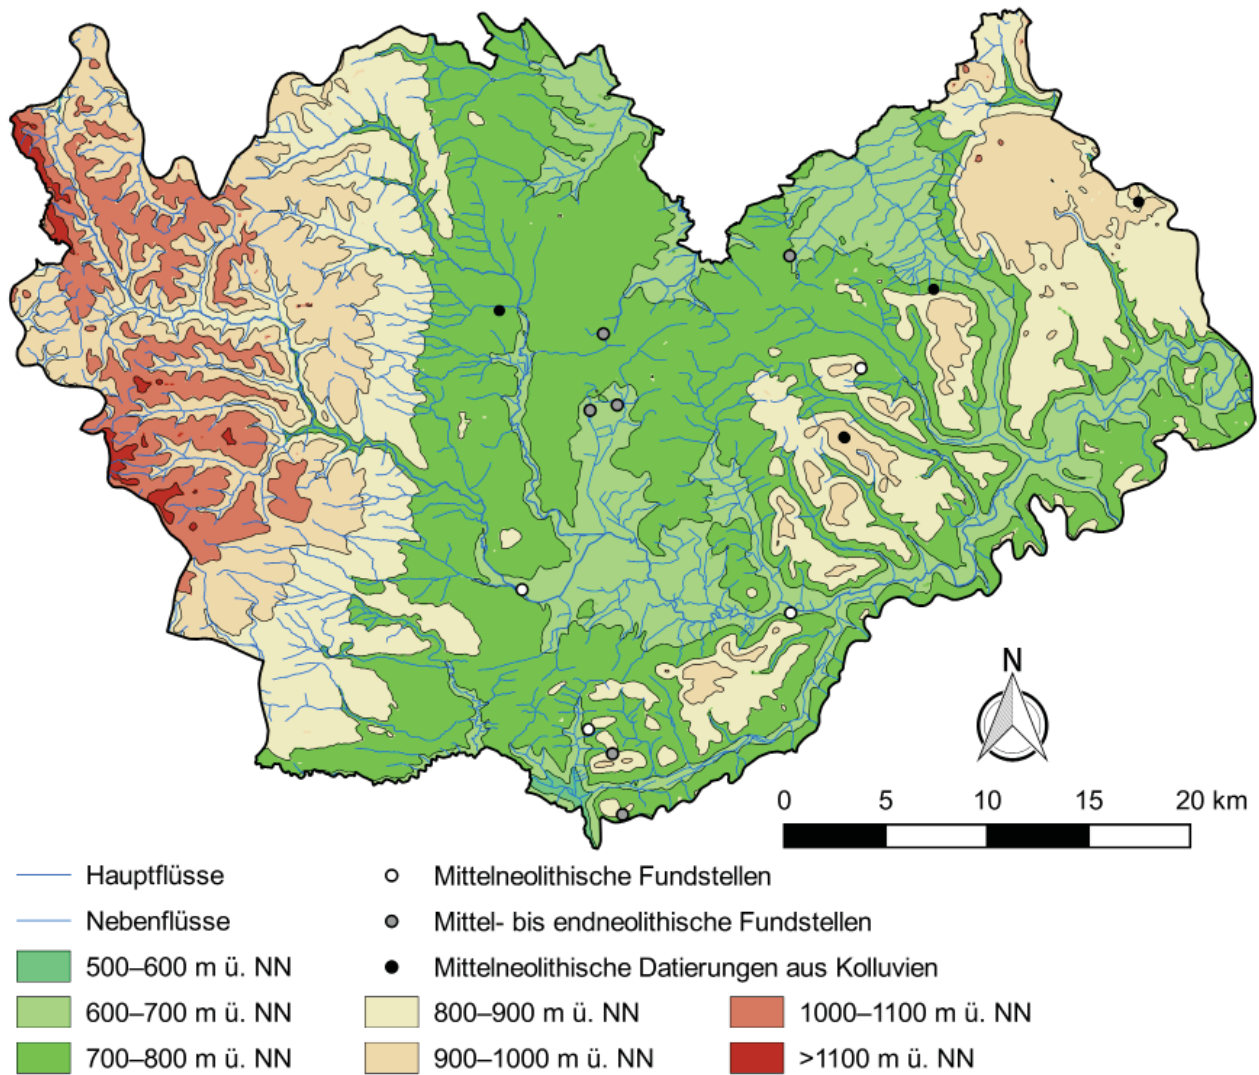 N
0 5 10 15 20 km
Hauptflüsse
Mittelneolithische Fundstellen
Nebenflüsse
Mittel- bis endneolithische Fundstellen
500–600 m ü. NN
Mittelneolithische Datierungen aus Kolluvien
600–700 m ü. NN
800–900 m ü. NN
1000–1100 m ü. NN
700–800 m ü. NN
900–1000 m ü. NN
>1100 m ü. NN